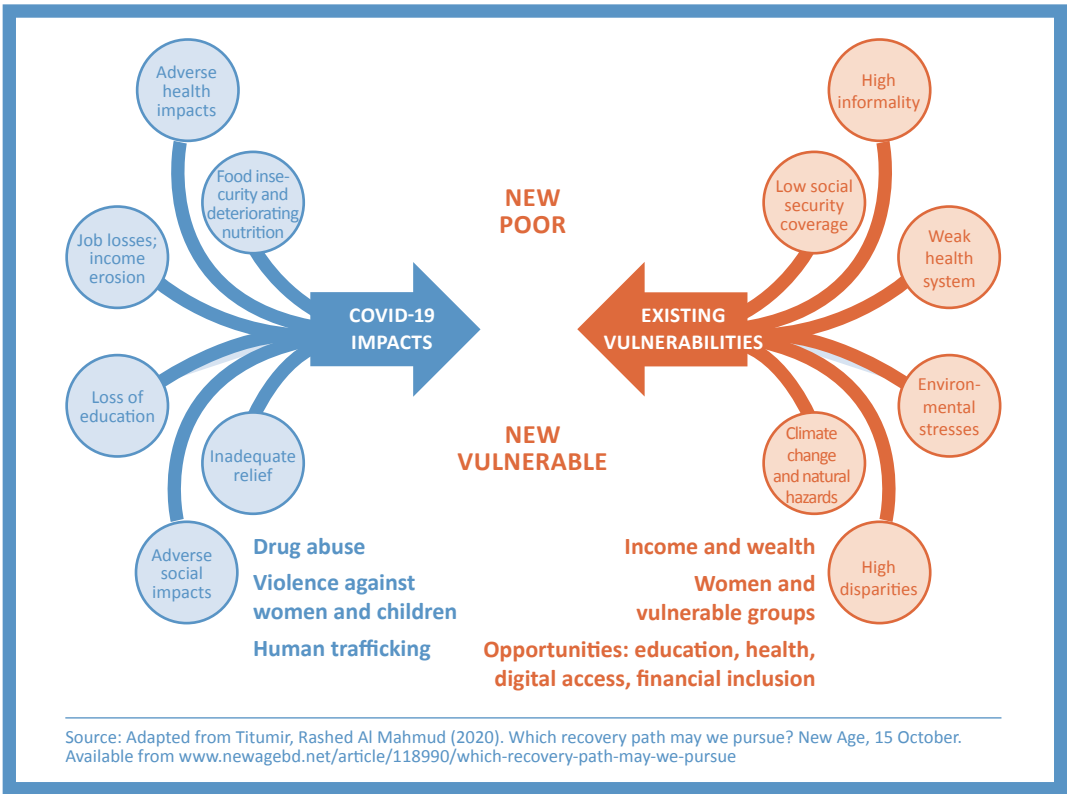 Adverse
health
impacts
Food inse-
curity and
deteriorating
nutrition
Job losses;
income
erosion
COVID-19
IMPACTS
Loss of
education
Inadequate
relief
Adverse
social
impacts
Drug abuse
Violence against
women and children
Human trafficking
NEW
POOR
NEW
VULNERABLE
High
informality
Low social
security
coverage
Weak
health
system
EXISTING
VULNERABILITIES
Environ-
mental
stresses
Climate
change
and natural
hazards
High
disparities
Income and wealth
Women and
vulnerable groups
Opportunities: education, health,
digital access, financial inclusion
Source: Adapted from Titumir, Rashed Al Mahmud (2020). Which recovery path may we pursue? New Age, 15 October.
Available from www.newagebd.net/article/118990/which-recovery-path-may-we-pursue